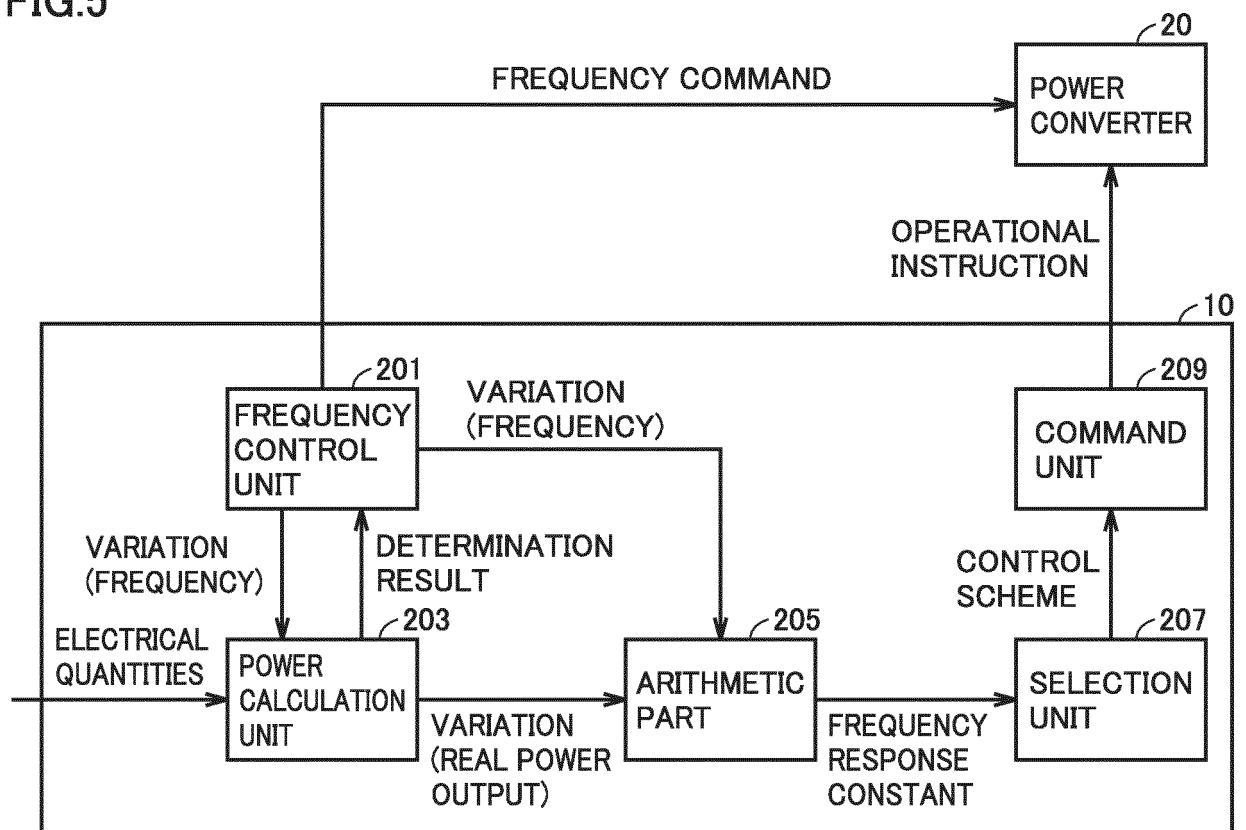 FIG.5
20
FREQUENCY COMMAND
POWER
CONVERTER
OPERATIONAL
INSTRUCTION
10
201
FREQUENCY
CONTROL
UNIT
VARIATION
(FREQUENCY)
209
COMMAND
UNIT
VARIATION
(FREQUENCY)
DETERMINATION
RESULT
CONTROL
SCHEME
ELECTRICAL
QUANTITIES
203
POWER
CALCULATION
UNIT
VARIATION
(REAL POWER
OUTPUT)
205
ARITHMETIC
PART
FREQUENCY
RESPONSE
CONSTANT
207
SELECTION
UNIT